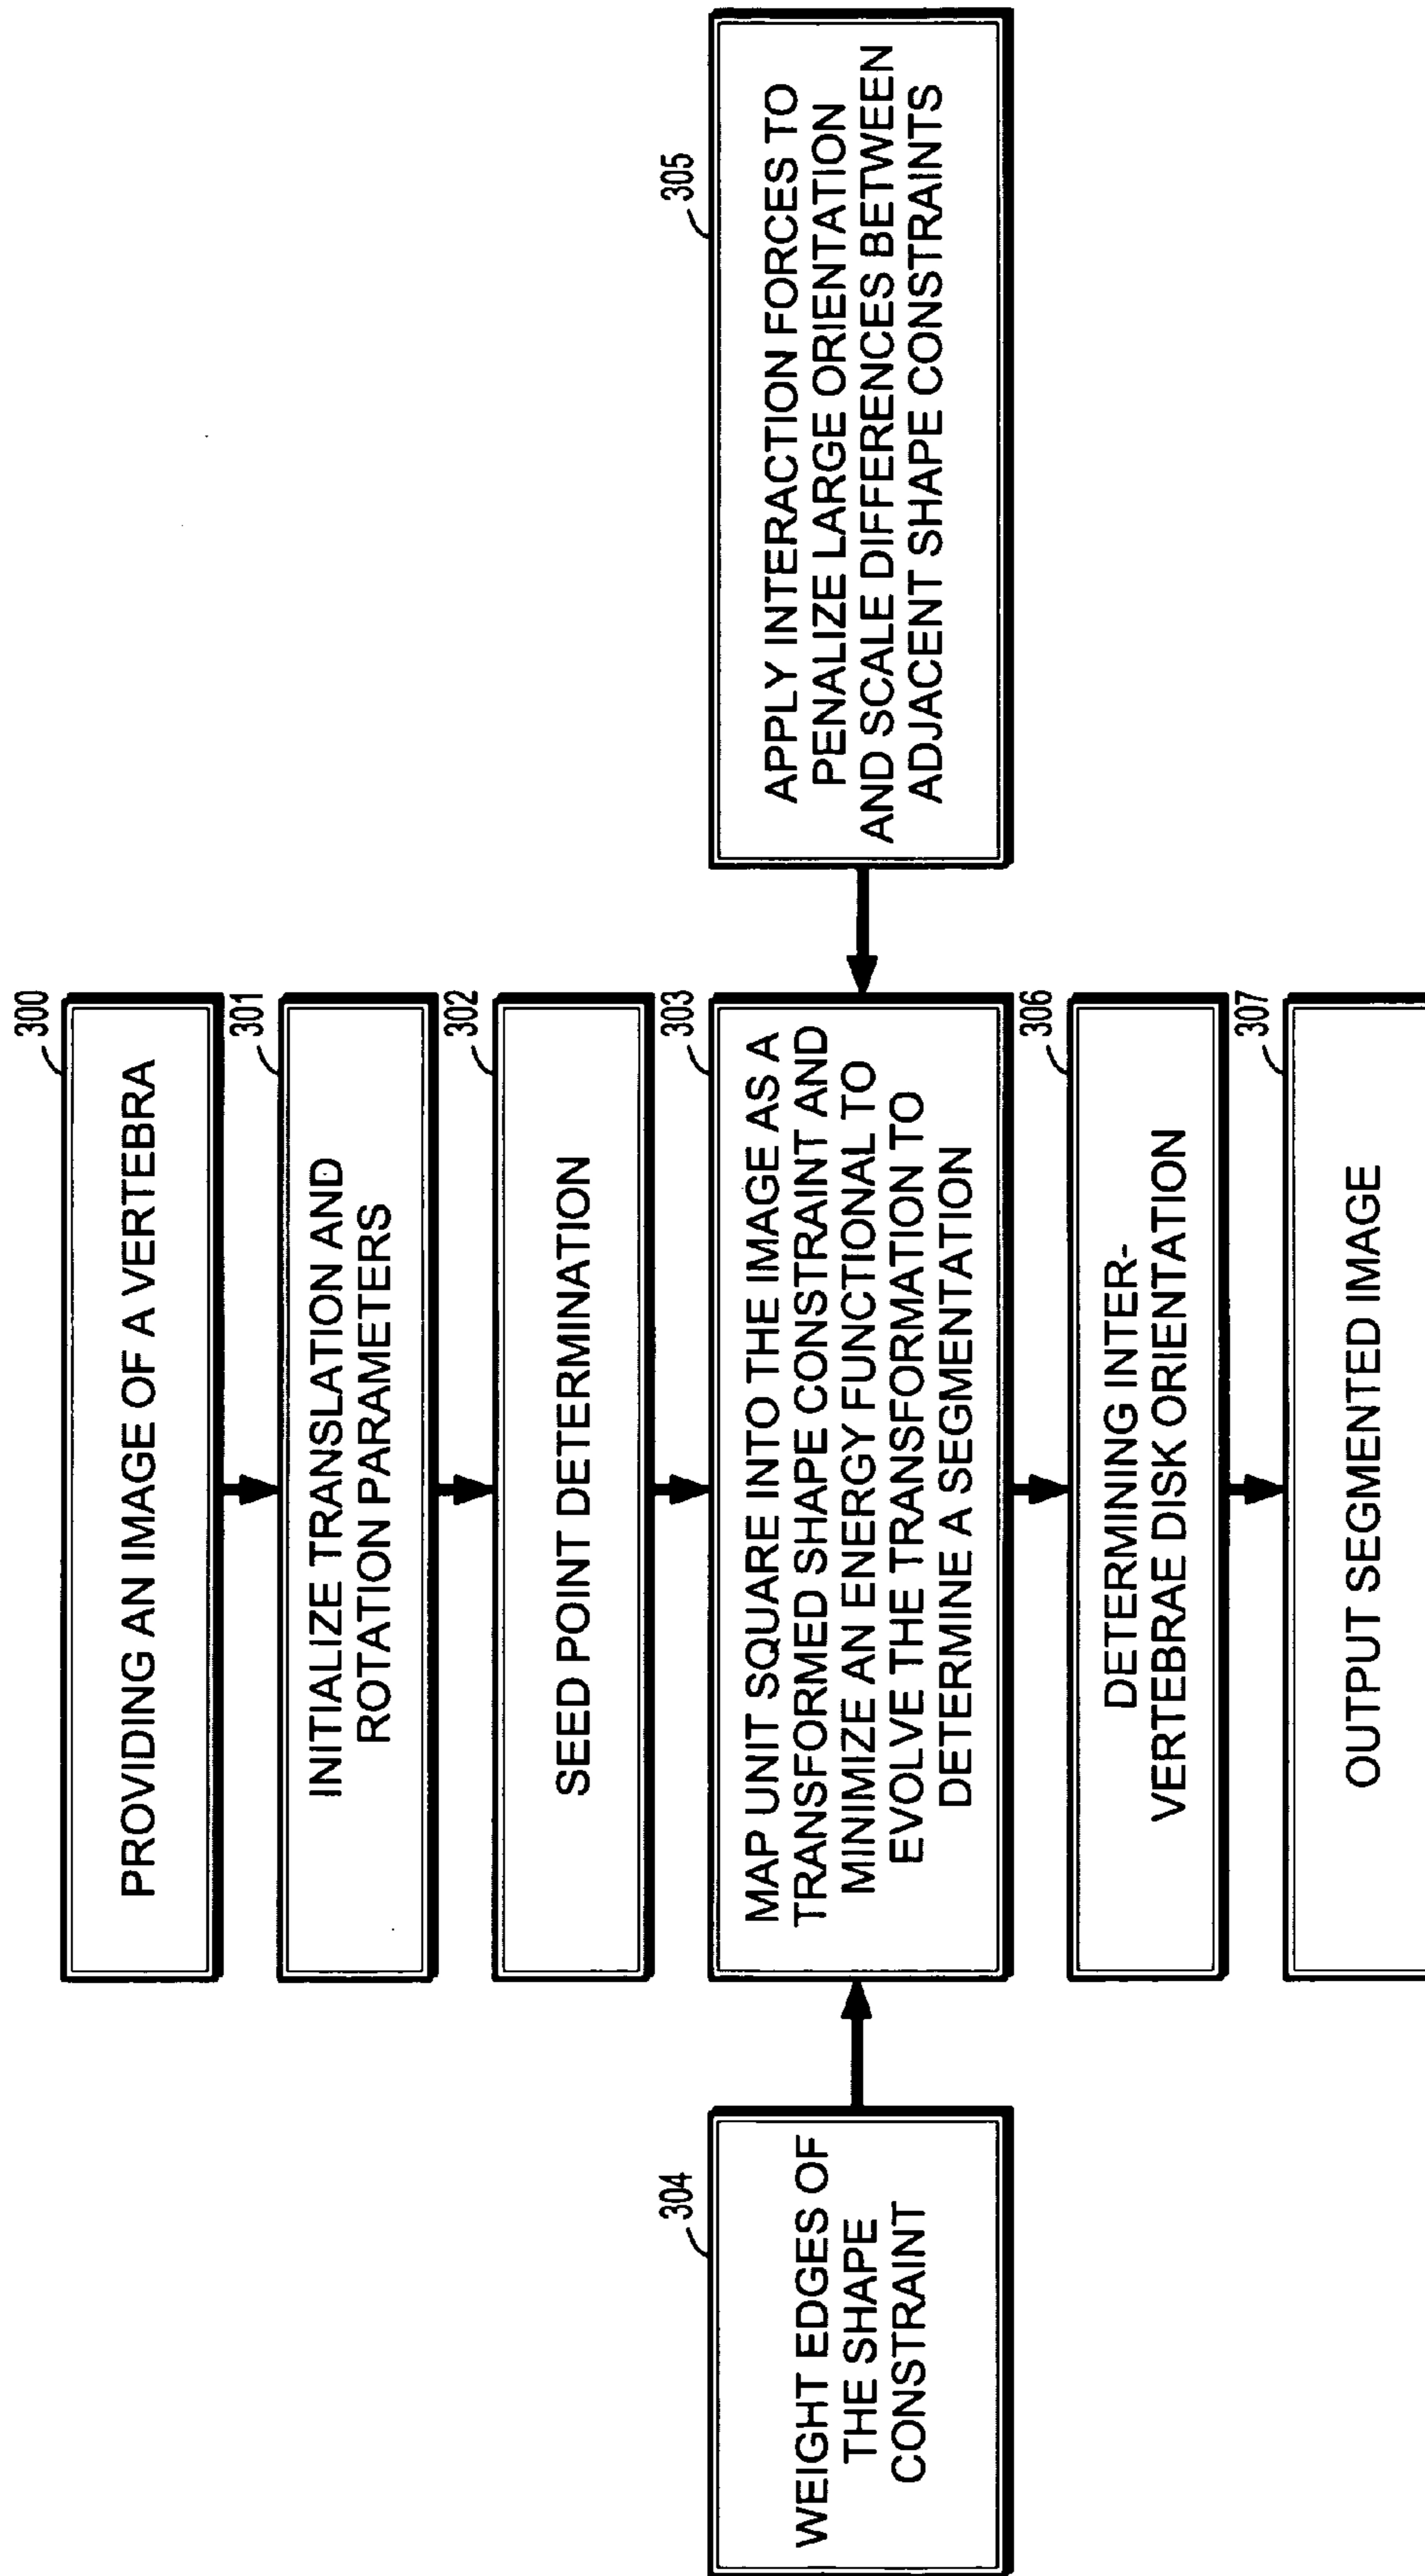 300
PROVIDING AN IMAGE OF A VERTEBRA
301
INITIALIZE TRANSLATION AND
ROTATION PARAMETERS
302
SEED POINT DETERMINATION
304
WEIGHT EDGES OF
THE SHAPE
CONSTRAINT
303
MAP UNIT SQUARE INTO THE IMAGE AS A
TRANSFORMED SHAPE CONSTRAINT AND
MINIMIZE AN ENERGY FUNCTIONAL TO
EVOLVE THE TRANSFORMATION TO
DETERMINE A SEGMENTATION
305
APPLY INTERACTION FORCES TO
PENALIZE LARGE ORIENTATION
AND SCALE DIFFERENCES BETWEEN
ADJACENT SHAPE CONSTRAINTS
306
DETERMINING INTER-
VERTEBRAE DISK ORIENTATION
307
OUTPUT SEGMENTED IMAGE